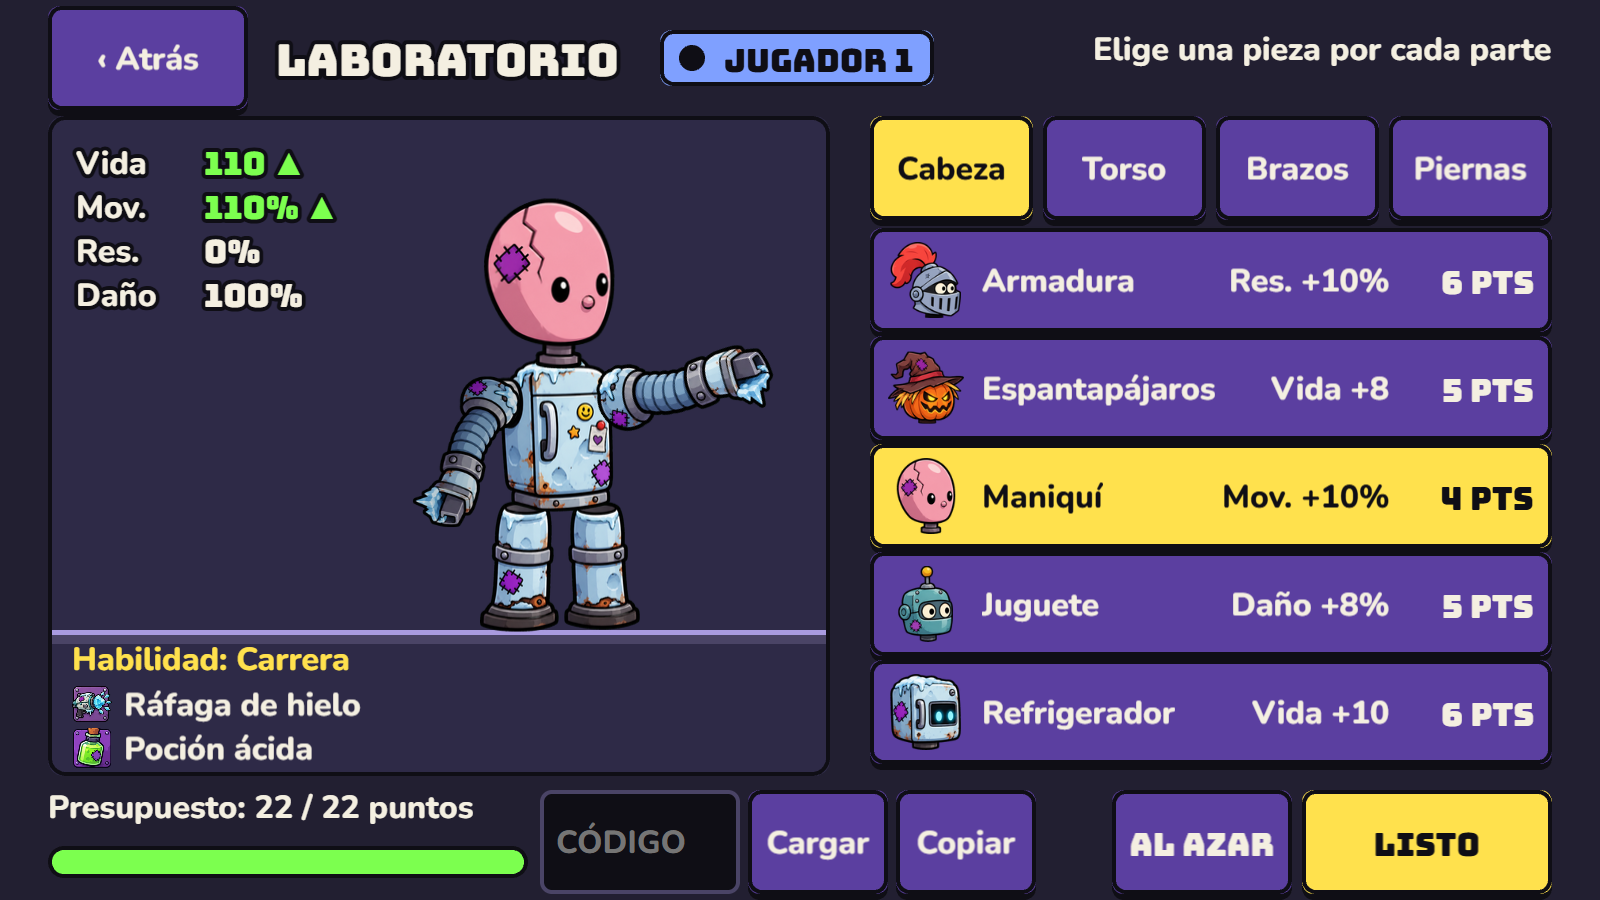 ‹ Atrás
LABORATORIO
JUGADOR 1
Elige una pieza por cada parte
Vida 110 ▲
Mov. 110% ▲
Res. 0%
Daño 100%
Habilidad: Carrera
Ráfaga de hielo
Poción ácida
Cabeza Torso Brazos Piernas
Armadura Res. +10% 6 PTS
Espantapájaros Vida +8 5 PTS
Maniquí Mov. +10% 4 PTS
Juguete Daño +8% 5 PTS
Refrigerador Vida +10 6 PTS
Presupuesto: 22 / 22 puntos
CÓDIGO
Cargar
Copiar
AL AZAR
LISTO